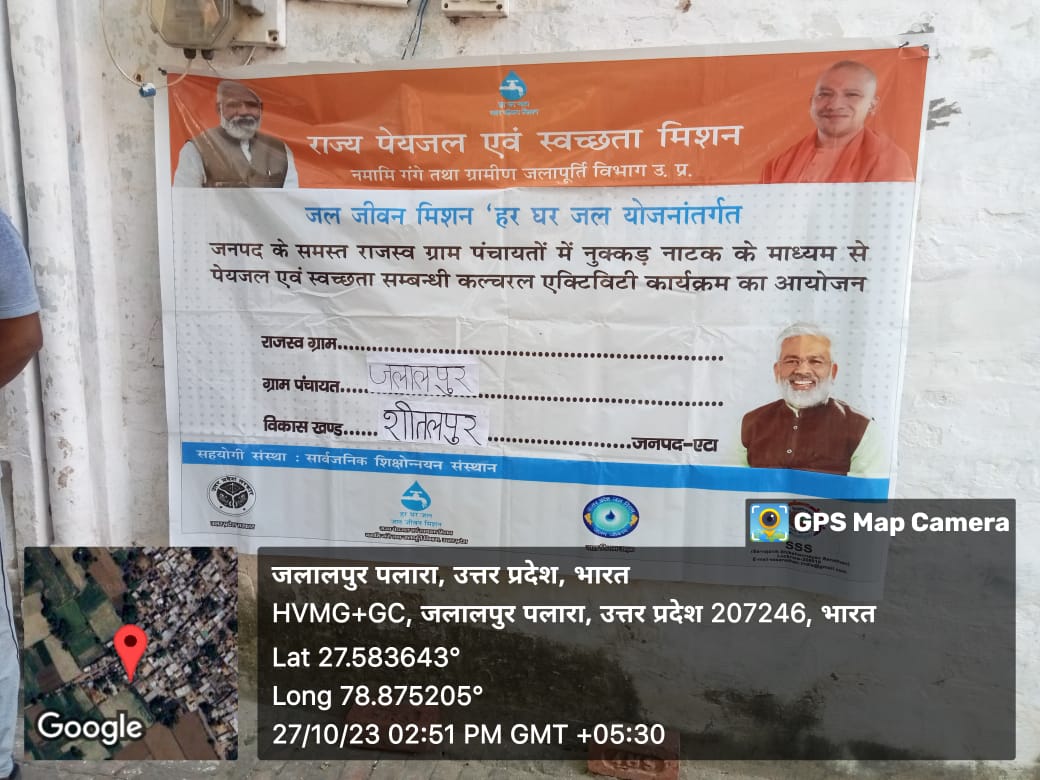 राज्य पेयजल एवं स्वच्छता मिशन
नमामि गंगे तथा ग्रामीण जलापूर्ति विभाग उ. प्र.
जल जीवन मिशन 'हर घर जल योजनांतर्गत
जनपद के समस्त राजस्व ग्राम पंचायतों में नुक्कड़ नाटक के माध्यम से
पेयजल एवं स्वच्छता सम्बन्धी कल्चरल एक्टिविटी कार्यक्रम का आयोजन
राजस्व ग्राम
ग्राम पंचायत.....जलालपुर
विकास खण्ड......शीतलपुर.....जनपद-एटा
सहयोगी संस्था : सार्वजनिक शिक्षोन्नयन संस्थान
हर घर जल
जल जीवन मिशन
SSS
GPS Map Camera
जलालपुर पलारा, उत्तर प्रदेश, भारत
HVMG+GC, जलालपुर पलारा, उत्तर प्रदेश 207246, भारत
Lat 27.583643°
Long 78.875205°
27/10/23 02:51 PM GMT +05:30
Google